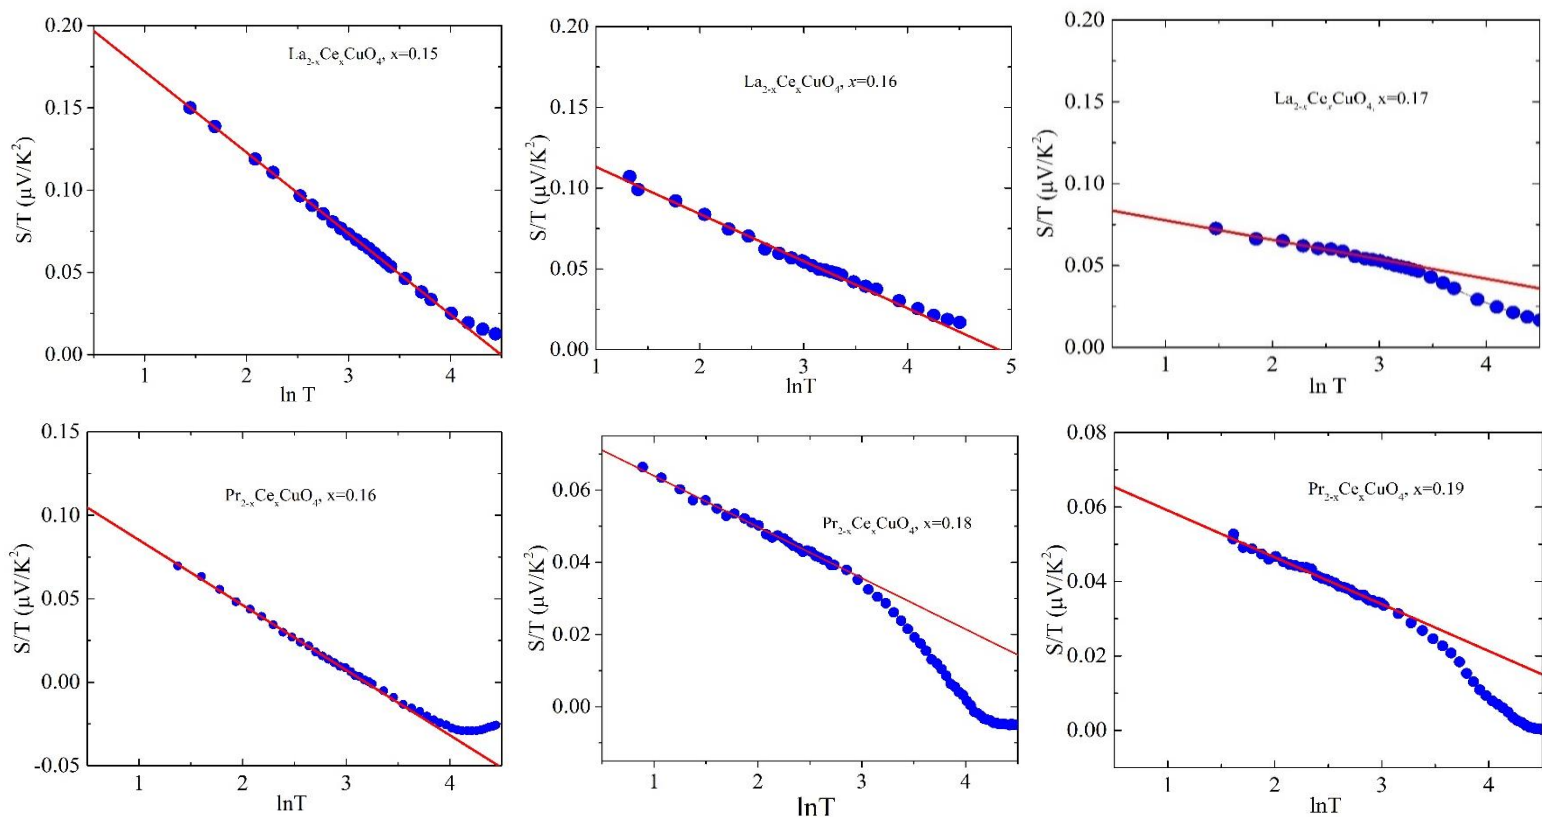 0.20
0.15
0.10
0.05
0.00
S/T (μV/K²)
La₂₋ₓCeₓCuO₄, x=0.15
1 2 3 4
ln T
0.20
0.15
0.10
0.05
0.00
S/T (μV/K²)
La₂₋ₓCeₓCuO₄, x=0.16
1 2 3 4 5
lnT
0.20
0.15
0.10
0.05
0.00
S/T (μV/K²)
La₂₋ₓCeₓCuO₄, x=0.17
1 2 3 4
ln T
0.15
0.10
0.05
0.00
-0.05
S/T (μV/K²)
Pr₂₋ₓCeₓCuO₄, x=0.16
1 2 3 4
lnT
0.06
0.04
0.02
0.00
S/T (μV/K²)
Pr₂₋ₓCeₓCuO₄, x=0.18
1 2 3 4
lnT
0.08
0.06
0.04
0.02
0.00
S/T (μV/K²)
Pr₂₋ₓCeₓCuO₄, x=0.19
1 2 3 4
lnT